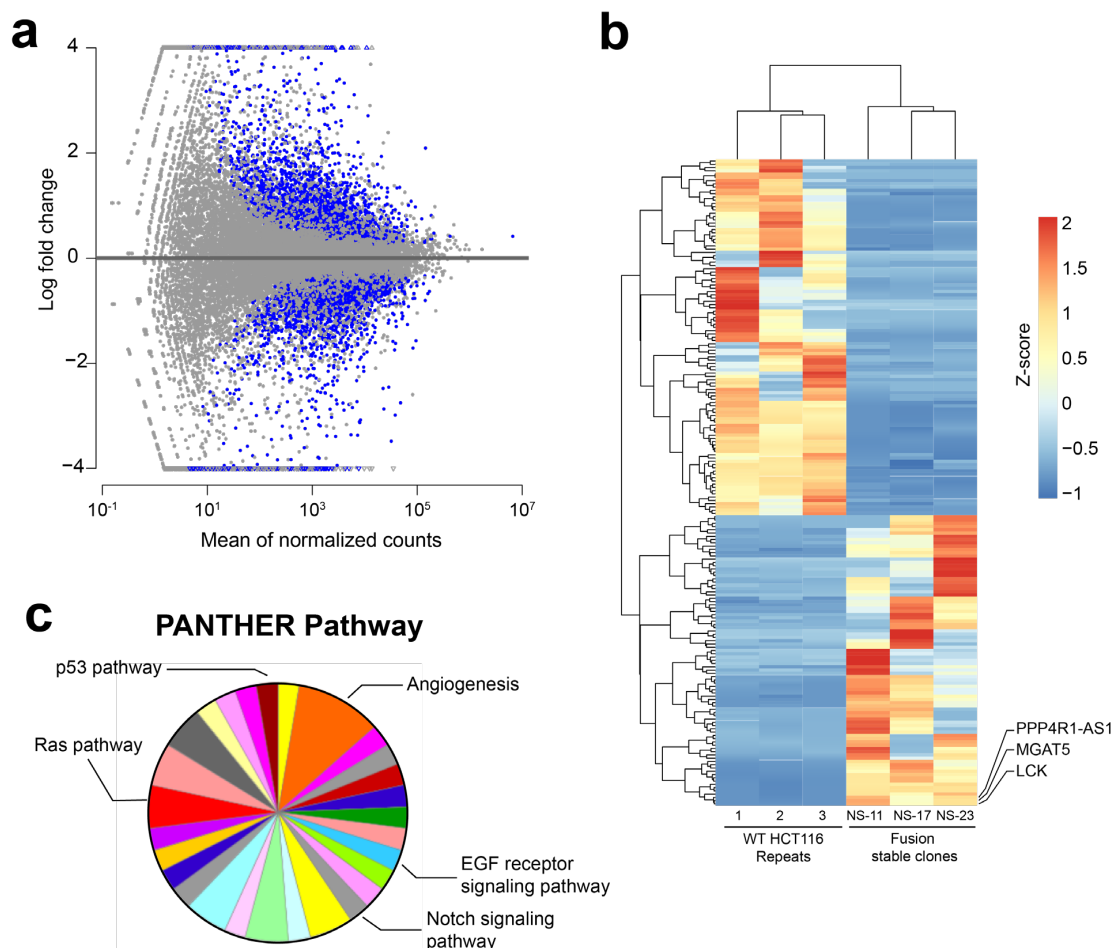 a
4
2
0
−2
−4
Log fold change
10-1
101
103
105
107
Mean of normalized counts
b
2
1.5
1
0.5
0
−0.5
−1
Z-score
PPP4R1-AS1
MGAT5
LCK
1 2 3 NS-11 NS-17 NS-23
WT HCT116
Repeats
Fusion
stable clones
c
PANTHER Pathway
p53 pathway
Angiogenesis
Ras pathway
EGF receptor
signaling pathway
Notch signaling
pathway